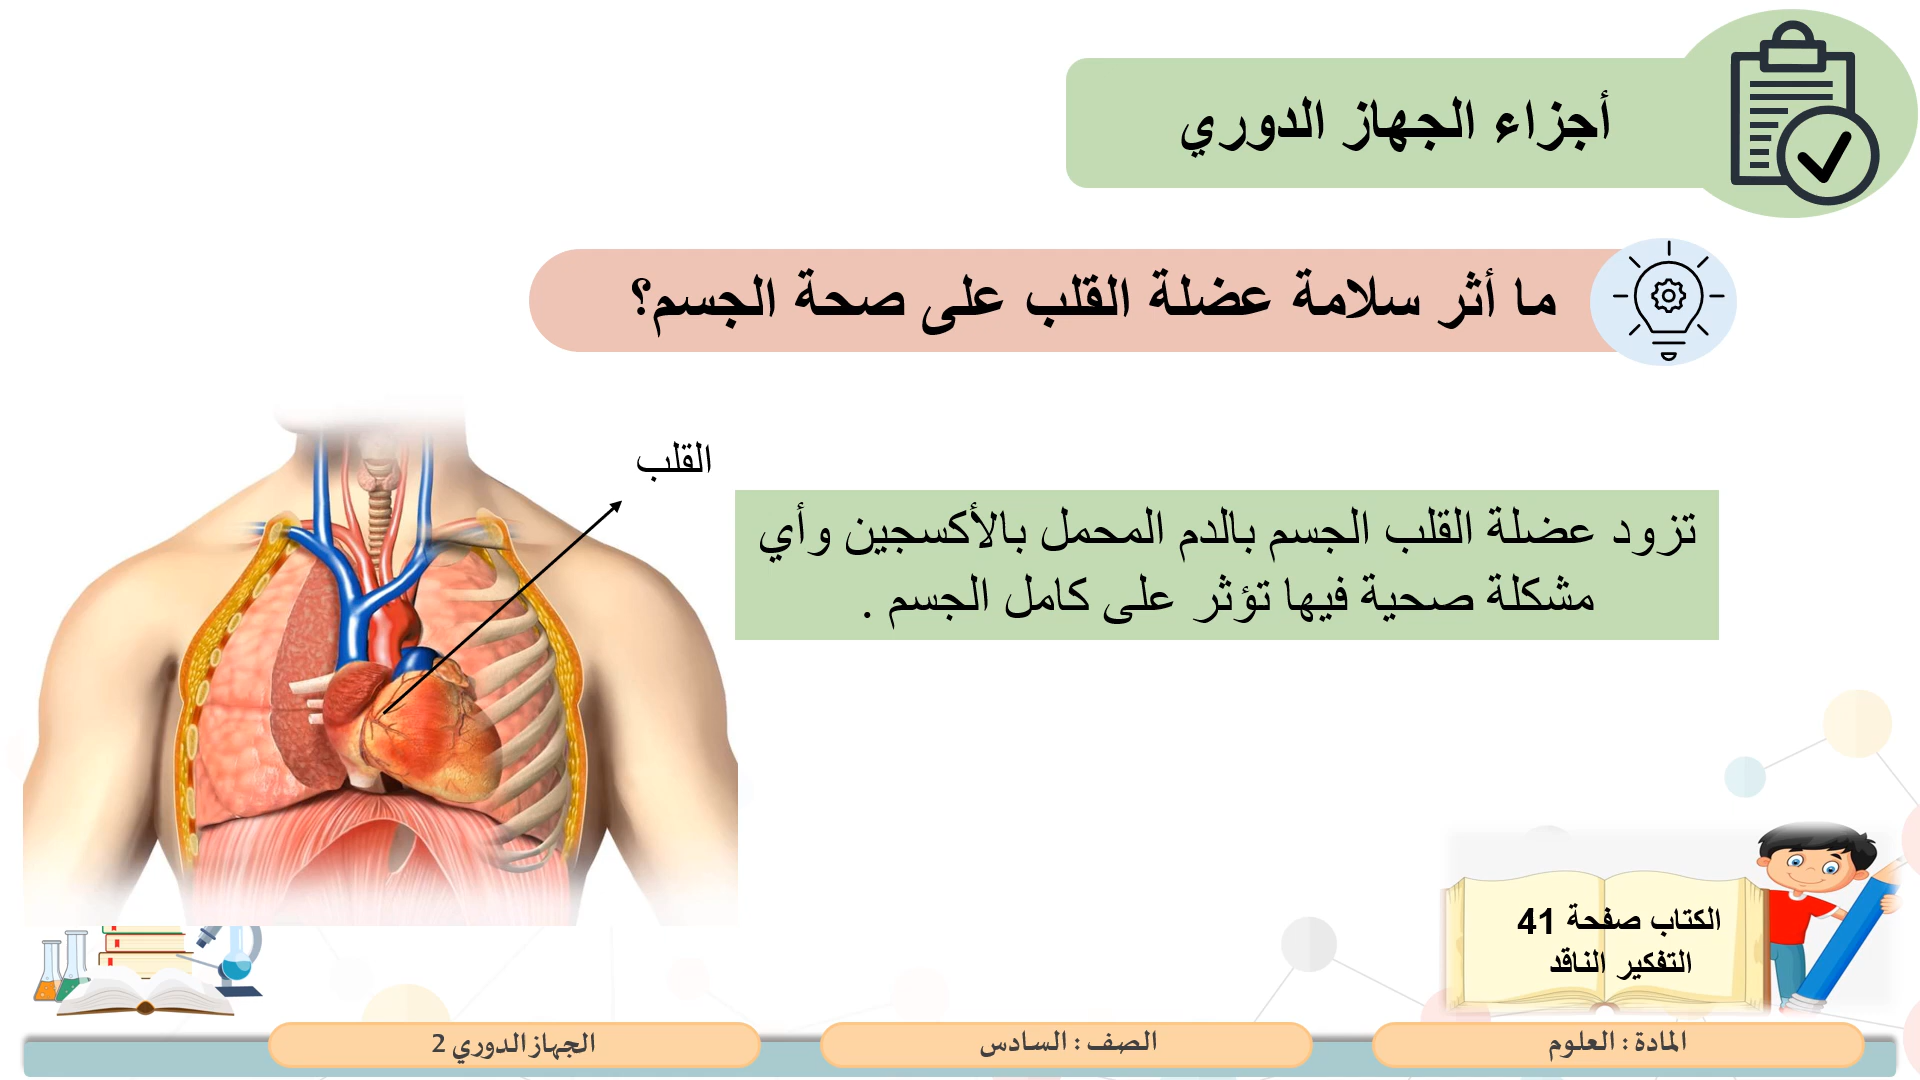 أجزاء الجهاز الدوري
ما أثر سلامة عضلة القلب على صحة الجسم؟
القلب
تزود عضلة القلب الجسم بالدم المحمل بالأكسجين وأي
مشكلة صحية فيها تؤثر على كامل الجسم .
الكتاب صفحة 41
التفكير الناقد
المادة : العلوم
الصف : السادس
الجهاز الدوري 2